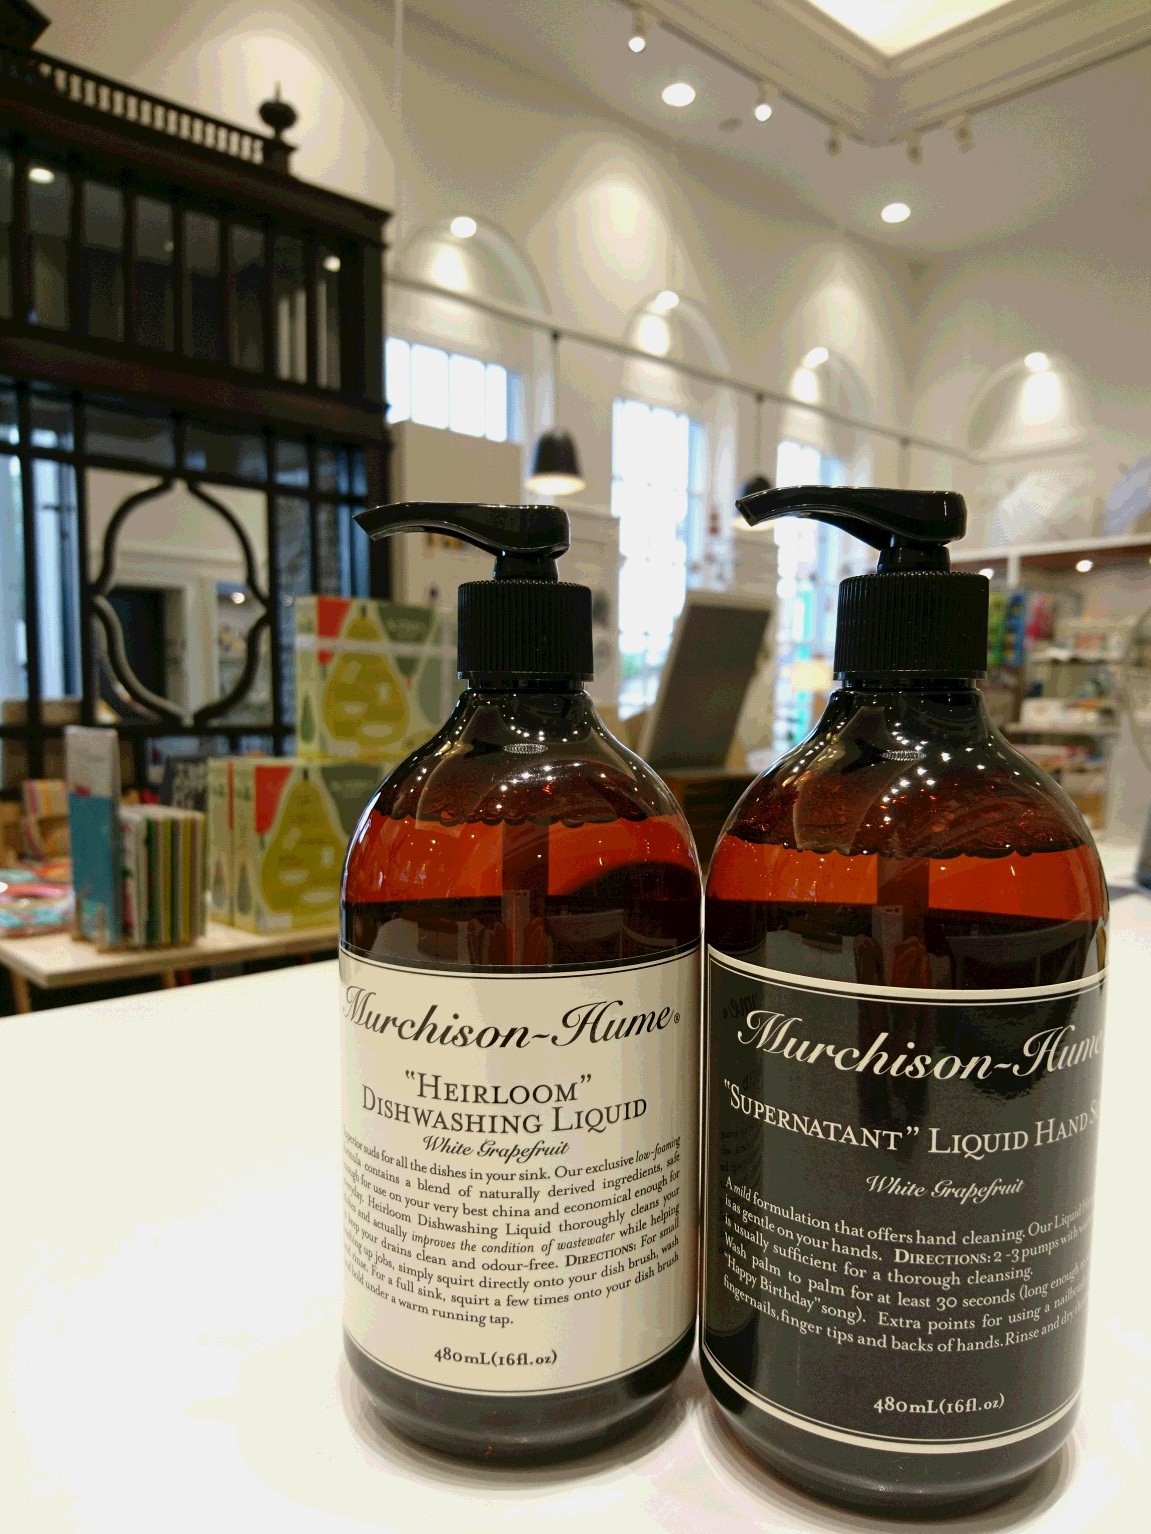 Murchison-Hume®
"HEIRLOOM"
DISHWASHING LIQUID
White Grapefruit
suds for all the dishes in your sink. Our exclusive low-foaming
contains a blend of naturally derived ingredients, safe
for use on your very best china and economical enough for
Heirloom Dishwashing Liquid thoroughly cleans your
and actually improves the condition of wastewater while helping
keep your drains clean and odour-free. DIRECTIONS: For small
up jobs, simply squirt directly onto your dish brush, wash
For a full sink, squirt a few times onto your dish brush
and hold under a warm running tap.
480mL(16fl.oz)
Murchison-Hume
"SUPERNATANT" LIQUID HAND
White Grapefruit
A mild formulation that offers hand cleaning. Our Liquid
is as gentle on your hands. DIRECTIONS: 2-3 pumps
is usually sufficient for a thorough cleansing.
Wash palm to palm for at least 30 seconds (long enough
"Happy Birthday" song). Extra points for using a
fingernails, finger tips and backs of hands. Rinse and dry
480mL(16fl.oz)